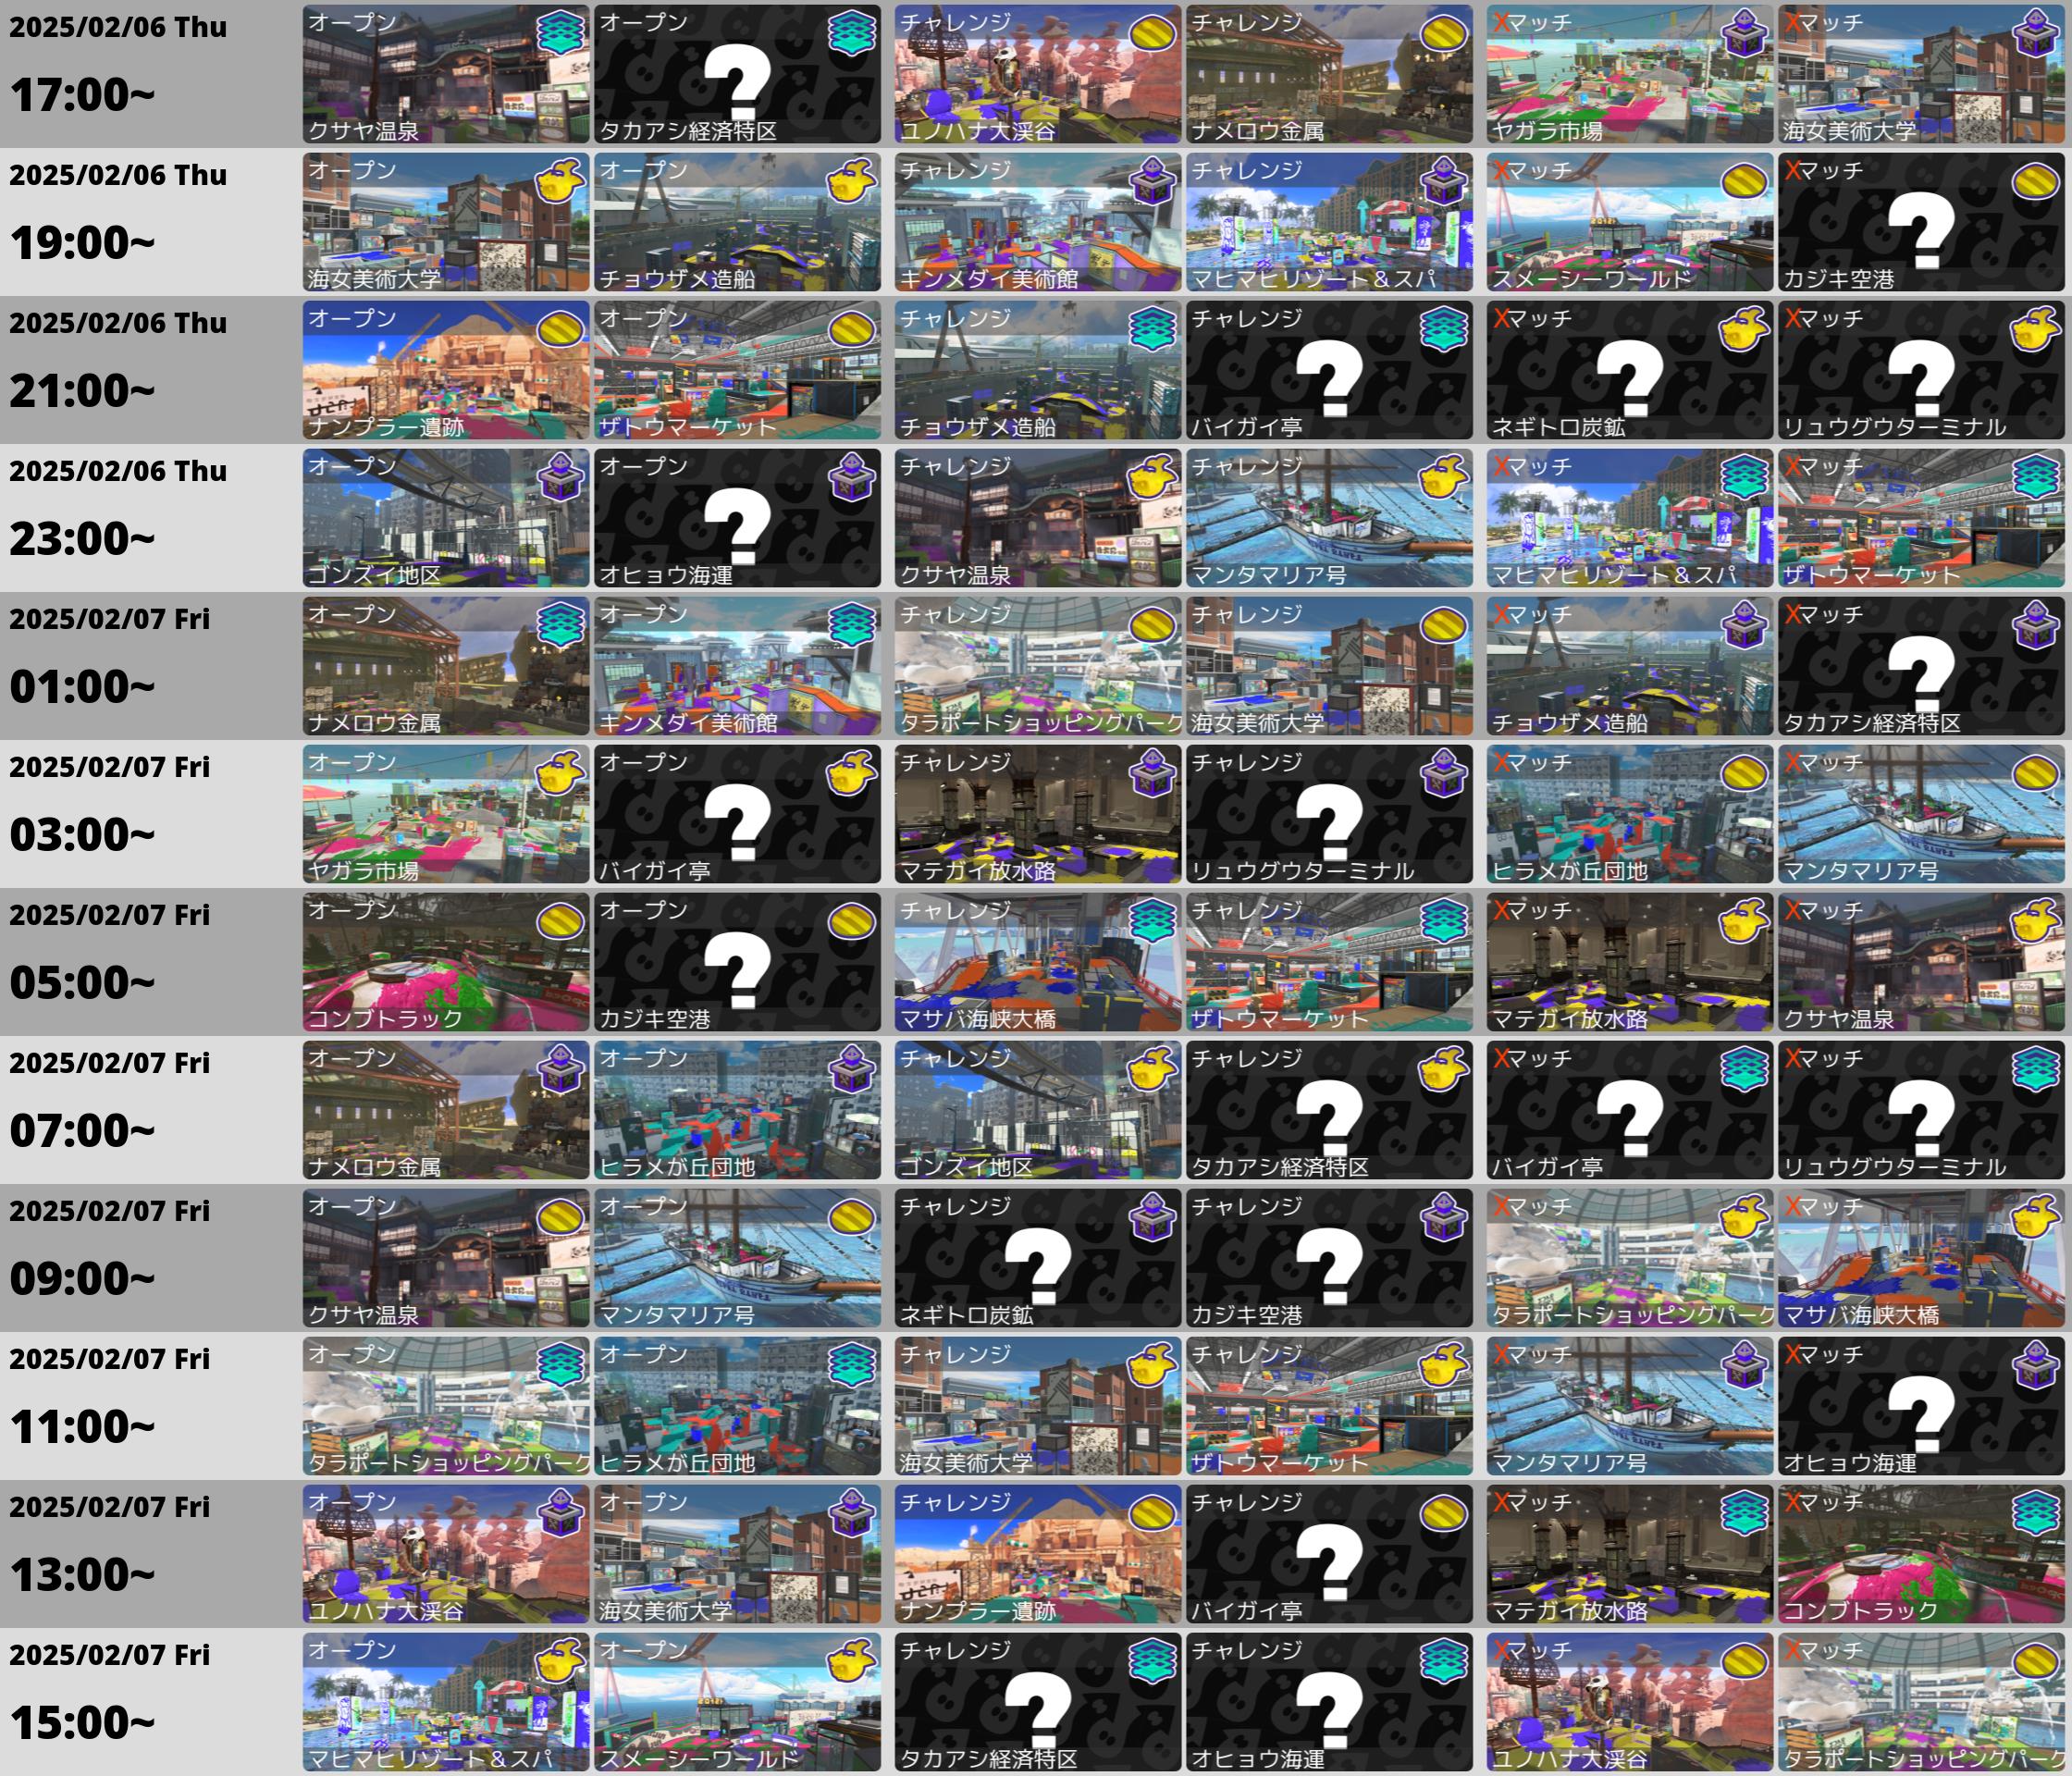 2025/02/06 Thu
17:00~
オープン
クサヤ温泉
オープン
タカアシ経済特区
チャレンジ
ユノハナ大渓谷
チャレンジ
ナメロウ金属
Xマッチ
ヤガラ市場
Xマッチ
海女美術大学
2025/02/06 Thu
19:00~
オープン
海女美術大学
オープン
チョウザメ造船
チャレンジ
キンメダイ美術館
チャレンジ
マヒマヒリゾート&スパ
Xマッチ
スメーシーワールド
Xマッチ
カジキ空港
2025/02/06 Thu
21:00~
オープン
ナンプラー遺跡
オープン
ザトウマーケット
チャレンジ
チョウザメ造船
チャレンジ
バイガイ亭
Xマッチ
ネギトロ炭鉱
Xマッチ
リュウグウターミナル
2025/02/06 Thu
23:00~
オープン
ゴンズイ地区
オープン
オヒョウ海運
チャレンジ
クサヤ温泉
チャレンジ
マンタマリア号
Xマッチ
マヒマヒリゾート&スパ
Xマッチ
ザトウマーケット
2025/02/07 Fri
01:00~
オープン
ナメロウ金属
オープン
キンメダイ美術館
チャレンジ
タラポートショッピングパーク
チャレンジ
海女美術大学
Xマッチ
チョウザメ造船
Xマッチ
タカアシ経済特区
2025/02/07 Fri
03:00~
オープン
ヤガラ市場
オープン
バイガイ亭
チャレンジ
マテガイ放水路
チャレンジ
リュウグウターミナル
Xマッチ
ヒラメが丘団地
Xマッチ
マンタマリア号
2025/02/07 Fri
05:00~
オープン
コンブトラック
オープン
カジキ空港
チャレンジ
マサバ海峡大橋
チャレンジ
ザトウマーケット
Xマッチ
マテガイ放水路
Xマッチ
クサヤ温泉
2025/02/07 Fri
07:00~
オープン
ナメロウ金属
オープン
ヒラメが丘団地
チャレンジ
ゴンズイ地区
チャレンジ
タカアシ経済特区
Xマッチ
バイガイ亭
Xマッチ
リュウグウターミナル
2025/02/07 Fri
09:00~
オープン
クサヤ温泉
オープン
マンタマリア号
チャレンジ
ネギトロ炭鉱
チャレンジ
カジキ空港
Xマッチ
タラポートショッピングパーク
Xマッチ
マサバ海峡大橋
2025/02/07 Fri
11:00~
オープン
タラポートショッピングパーク
オープン
ヒラメが丘団地
チャレンジ
海女美術大学
チャレンジ
ザトウマーケット
Xマッチ
マンタマリア号
Xマッチ
オヒョウ海運
2025/02/07 Fri
13:00~
オープン
ユノハナ大渓谷
オープン
海女美術大学
チャレンジ
ナンプラー遺跡
チャレンジ
バイガイ亭
Xマッチ
マテガイ放水路
Xマッチ
コンブトラック
2025/02/07 Fri
15:00~
オープン
マヒマヒリゾート&スパ
オープン
スメーシーワールド
チャレンジ
タカアシ経済特区
チャレンジ
オヒョウ海運
Xマッチ
ユノハナ大渓谷
Xマッチ
タラポートショッピングパーク